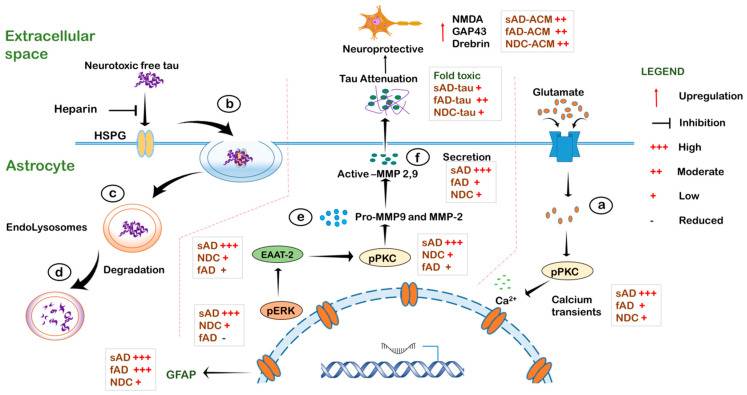 Extracellular
space
Neurotoxic free tau
Heparin
HSPG
b
Astrocyte
c
EndoLysosomes
Degradation
d
NMDA
GAP43
Drebrin
sAD-ACM ++
fAD-ACM ++
NDC-ACM ++
Neuroprotective
Tau Attenuation
Fold toxic
sAD-tau +
fAD-tau ++
NDC-tau +
f
Active –MMP 2,9
Secretion
sAD +++
fAD +
NDC +
e
Pro-MMP9 and MMP-2
sAD +++
NDC +
fAD +
EAAT-2
pPKC
sAD +++
NDC +
fAD +
sAD +++
NDC +
fAD -
pERK
sAD +++
fAD +++
NDC +
GFAP
Glutamate
a
pPKC
Ca2+
Calcium
transients
sAD +++
fAD +
NDC +
LEGEND
Upregulation
Inhibition
+++ High
++ Moderate
+ Low
- Reduced